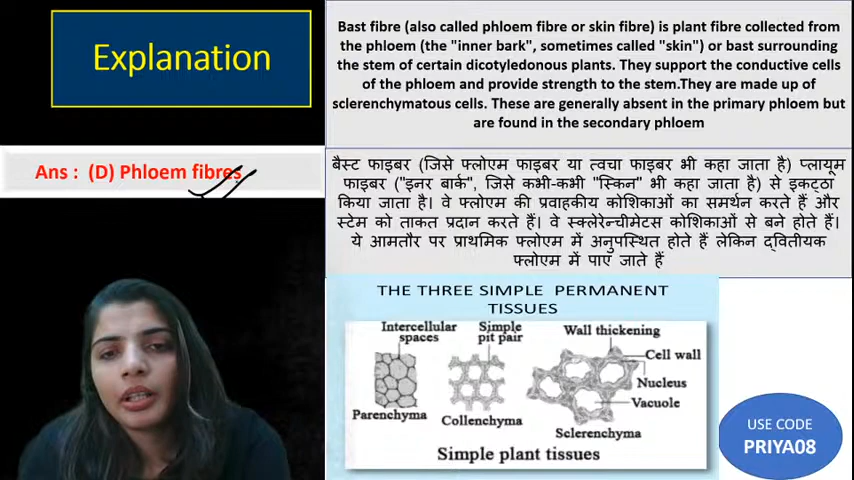 Explanation
Ans : (D) Phloem fibres
Bast fibre (also called phloem fibre or skin fibre) is plant fibre collected from
the phloem (the "inner bark", sometimes called "skin") or bast surrounding
the stem of certain dicotyledonous plants. They support the conductive cells
of the phloem and provide strength to the stem.They are made up of
sclerenchymatous cells. These are generally absent in the primary phloem but
are found in the secondary phloem
बैस्ट फाइबर (जिसे फ्लोएम फाइबर या त्वचा फाइबर भी कहा जाता है) प्लायूम
फाइबर ("इनर बार्क", जिसे कभी-कभी "स्किन" भी कहा जाता है) से इकट्ठा
किया जाता है। वे फ्लोएम की प्रवाहकीय कोशिकाओं का समर्थन करते हैं और
स्टेम को ताकत प्रदान करते हैं। वे स्क्लेरेन्चीमेटस कोशिकाओं से बने होते हैं।
ये आमतौर पर प्राथमिक फ्लोएम में अनुपस्थित होते हैं लेकिन द्वितीयक
फ्लोएम में पाए जाते हैं
THE THREE SIMPLE PERMANENT
TISSUES
Intercellular
spaces
Simple
pit pair
Wall thickening
Cell wall
Nucleus
Vacuole
Parenchyma
Collenchyma
Sclerenchyma
Simple plant tissues
USE CODE
PRIYA08